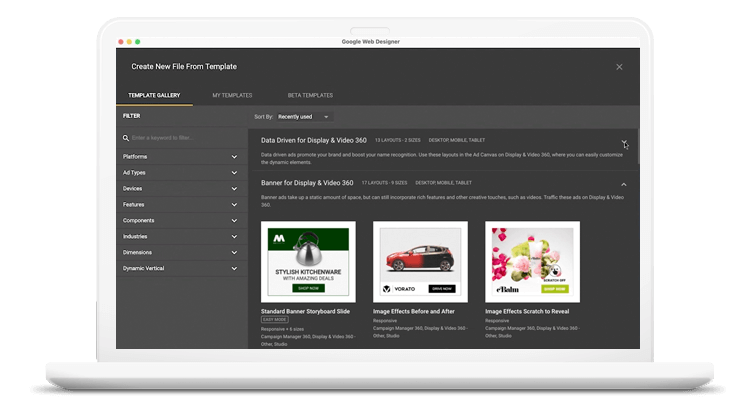 Google Web Designer
Create New File From Template
TEMPLATE GALLERY
MY TEMPLATES
BETA TEMPLATES
FILTER
Sort By: Recently used
Enter a keyword to filter...
Platforms
Ad Types
Devices
Features
Components
Industries
Dimensions
Dynamic Vertical
Data Driven for Display & Video 360 13 LAYOUTS - 2 SIZES DESKTOP, MOBILE, TABLET
Data driven ads promote your brand and boost your name recognition. Use these layouts in the Ad Canvas on Display & Video 360, where you can easily customize
the dynamic elements.
Banner for Display & Video 360 17 LAYOUTS - 9 SIZES DESKTOP, MOBILE, TABLET
Banner ads take up a static amount of space, but can still incorporate rich features and other creative touches, such as videos. Traffic these ads on Display & Video
360.
STYLISH KITCHENWARE
WITH AMAZING DEALS
SHOP NOW
Standard Banner Storyboard Slide
EASY MODE
Responsive + 6 sizes
Campaign Manager 360, Display & Video 360 -
Other, Studio
VORATO
DRIVE NOW
Image Effects Before and After
Responsive
Campaign Manager 360, Display & Video 360 -
Other, Studio
SCRATCH OFF
eBalm
SHOP NOW
Image Effects Scratch to Reveal
Responsive
Campaign Manager 360, Display & Video 360 -
Other, Studio